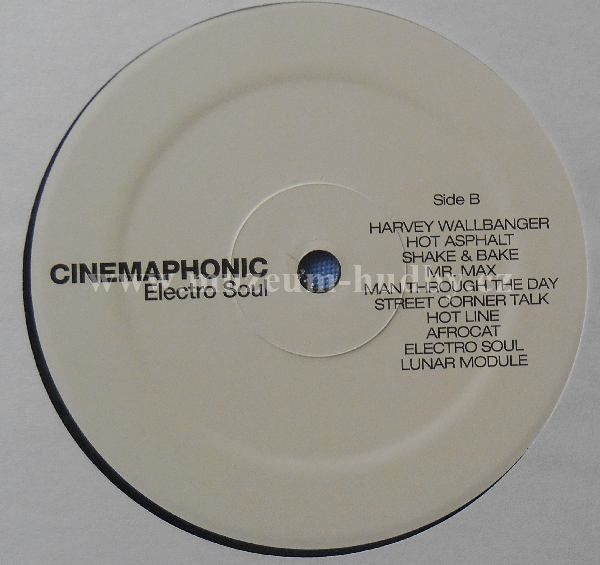 CINEMAPHONIC
Electro Soul
Side B
HARVEY WALLBANGER
HOT ASPHALT
SHAKE & BAKE
MR. MAX
MAN THROUGH THE DAY
STREET CORNER TALK
HOT LINE
AFROCAT
ELECTRO SOUL
LUNAR MODULE